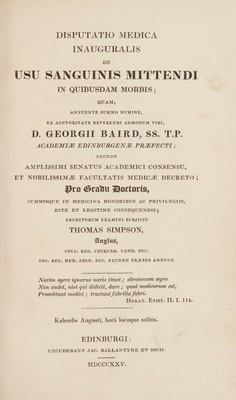 DISPUTATIO MEDICA
INAUGURALIS
DE
USU SANGUINIS MITTENDI
IN QUIBUSDAM MORBIS;
QUAM,
ANNUENTE SUMMO NUMINE,
EX AUCTORITATE REVERENDI ADMODUM VIRI,
D. GEORGII BAIRD, SS. T.P.
ACADEMIÆ EDINBURGENÆ PRÆFECTI;
NECNON
AMPLISSIMI SENATUS ACADEMICI CONSENSU,
ET NOBILISSIMÆ FACULTATIS MEDICÆ DECRETO;
Pro Gradu Doctoris,
SUMMISQUE IN MEDICINA HONORIBUS AC PRIVILEGIIS,
RITE ET LEGITIME CONSEQUENDIS;
ERUDITORUM EXAMINI SUBJICIT
THOMAS SIMPSON,
Anglus,
COLL. REG. CHIRURG. LOND. SOC.
SOC. REG. MED. EDIN. SOC. NECNON PRÆSES ANNUUS.
Navim agere ignarus navis timet; abrotonum ægro
Non audet, nisi qui didicit, dare; quod medicorum est,
Promittunt medici; tractant fabrilia fabri.
HORAT. EPIST. II. I. 114.
Kalendis Augusti, horâ locoque solitis.
EDINBURGI:
EXCUDEBANT JAC. BALLANTYNE ET SOCII.
MDCCCXXV.